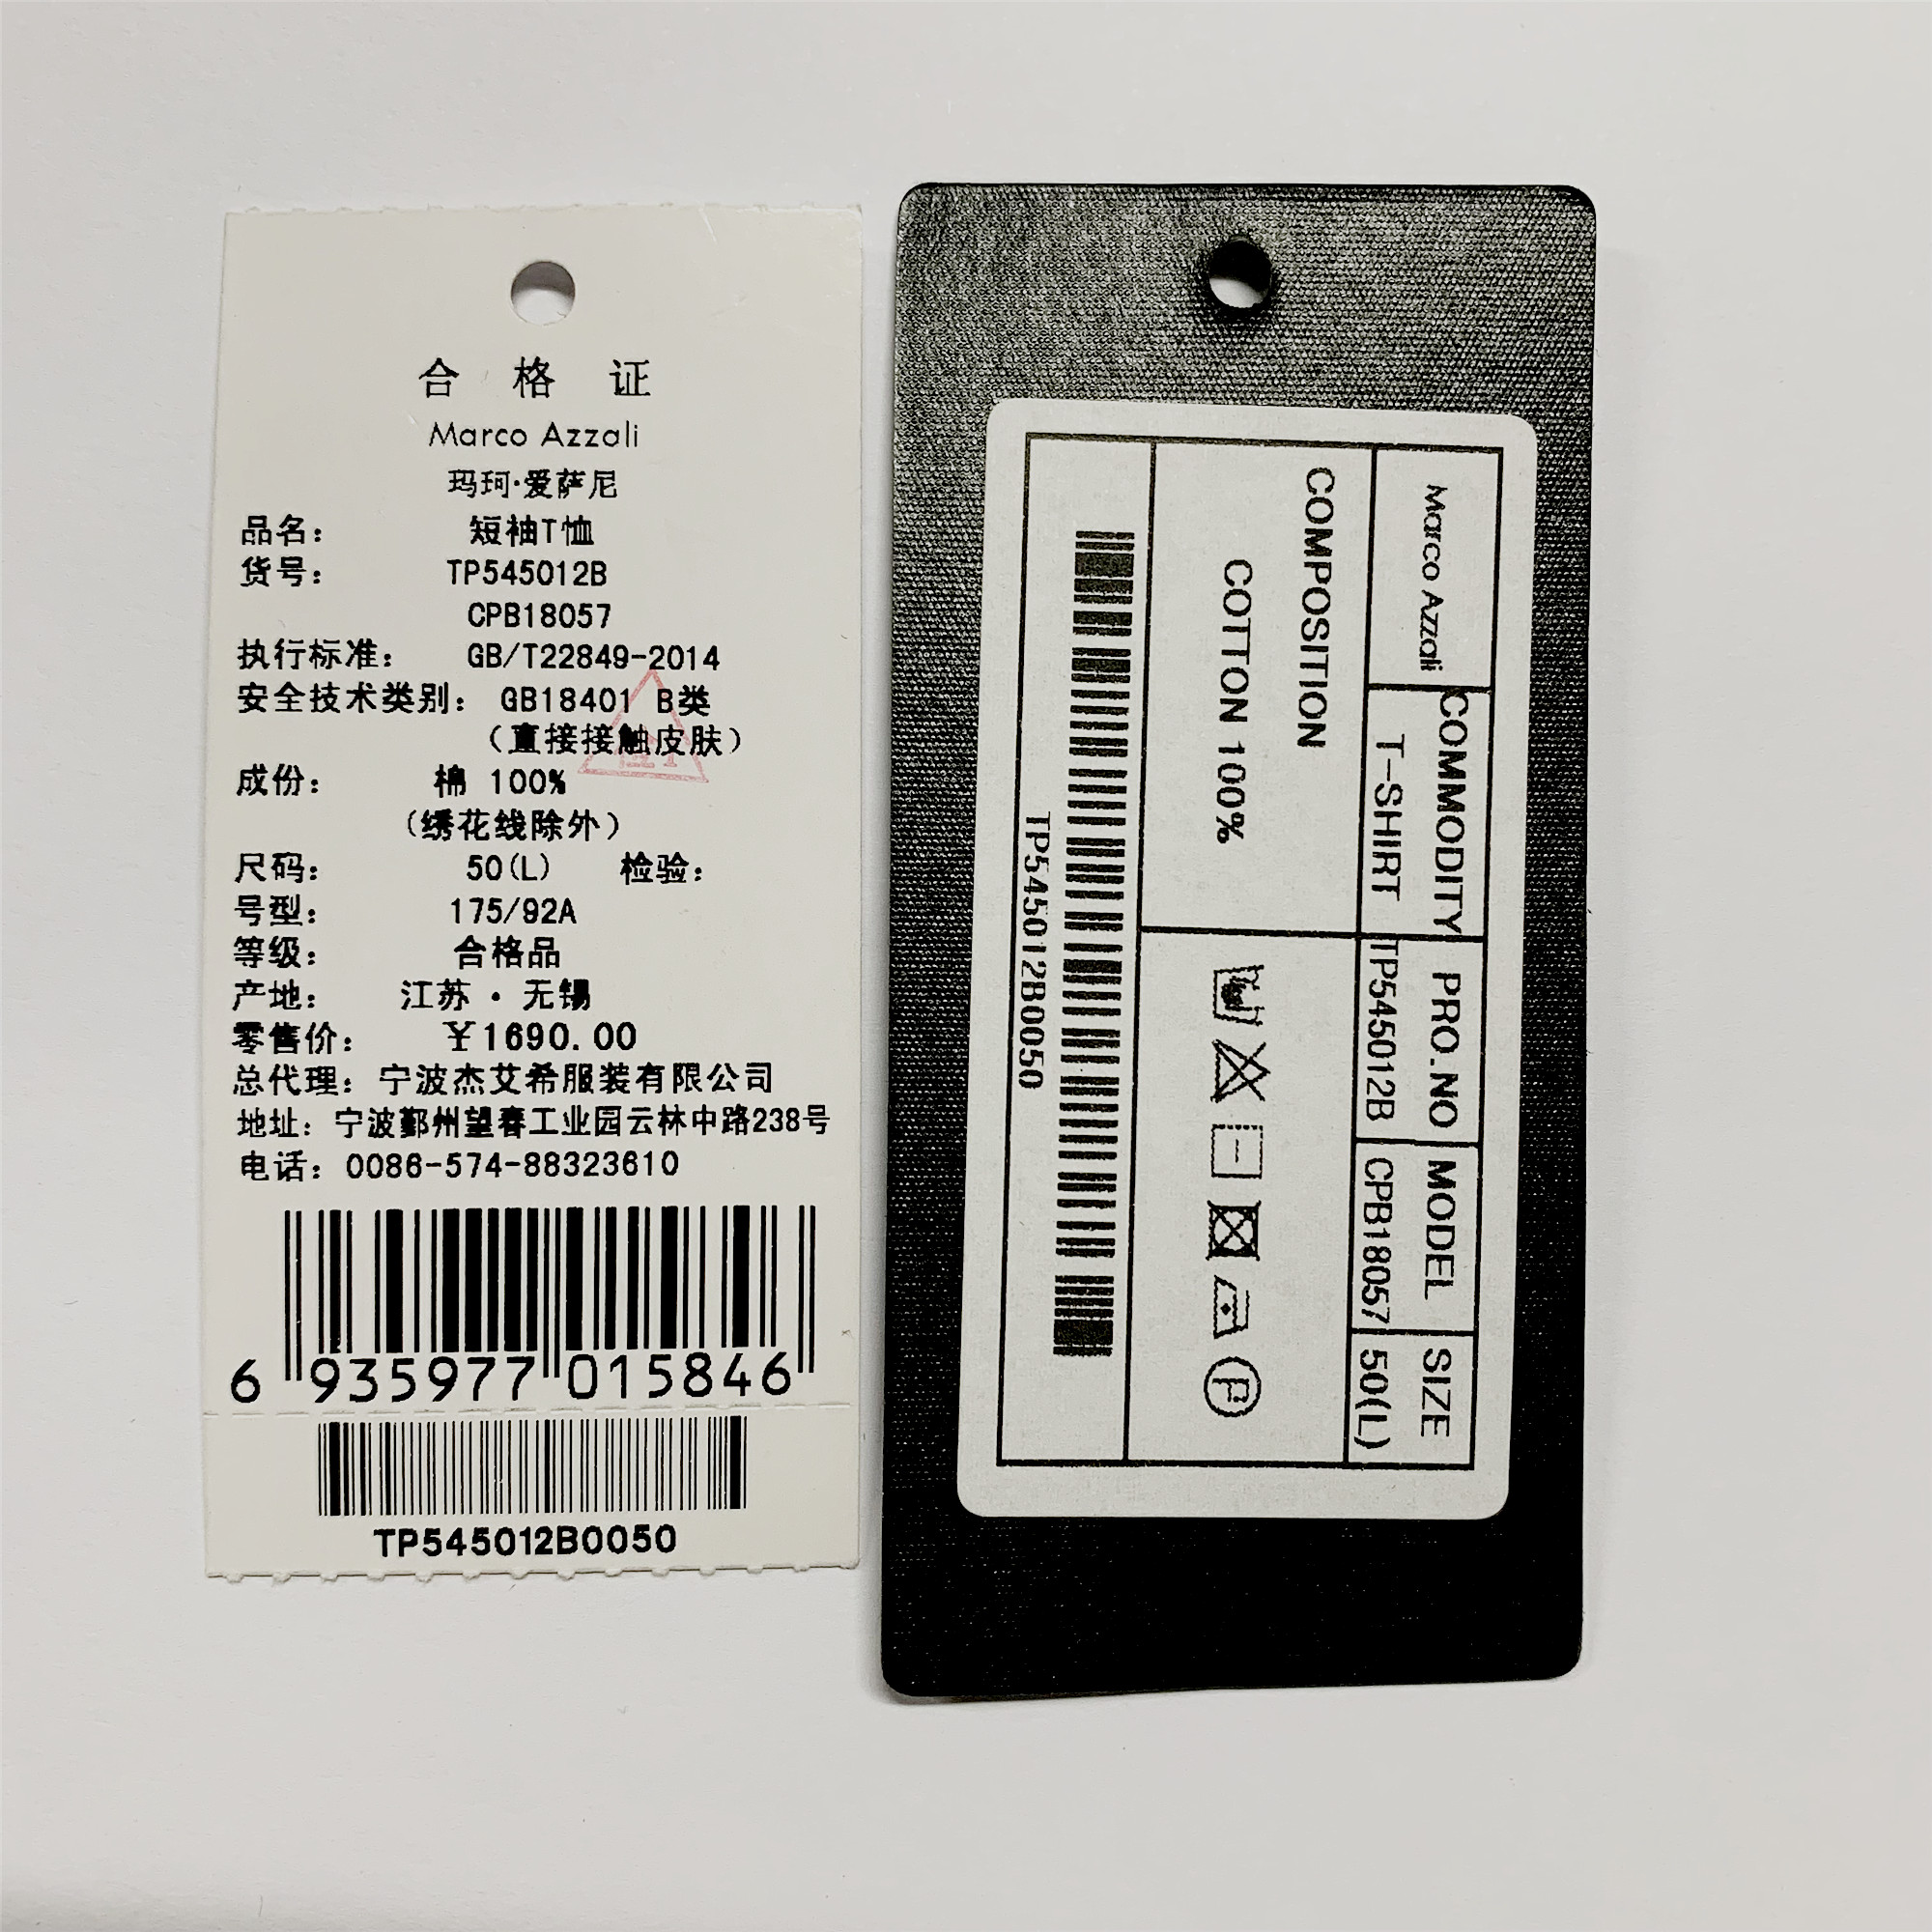 合格证
Marco Azzali
玛珂·爱萨尼
品名： 短袖T恤
货号： TP545012B
CPB18057
执行标准： GB/T22849-2014
安全技术类别： GB18401 B类
（直接接触皮肤）
成份： 棉 100%
（绣花线除外）
尺码： 50(L) 检验：
号型： 175/92A
等级： 合格品
产地： 江苏·无锡
零售价： ￥1690.00
总代理：宁波杰艾希服装有限公司
地址：宁波鄞州望春工业园云林中路238号
电话：0086-574-88323610
6 935977 015846
TP545012B0050
Marco Azzali
COMMODITY PRO.NO MODEL SIZE
T-SHIRT TP545012B CPB18057 50(L)
COMPOSITION
COTTON 100%
TP545012B0050